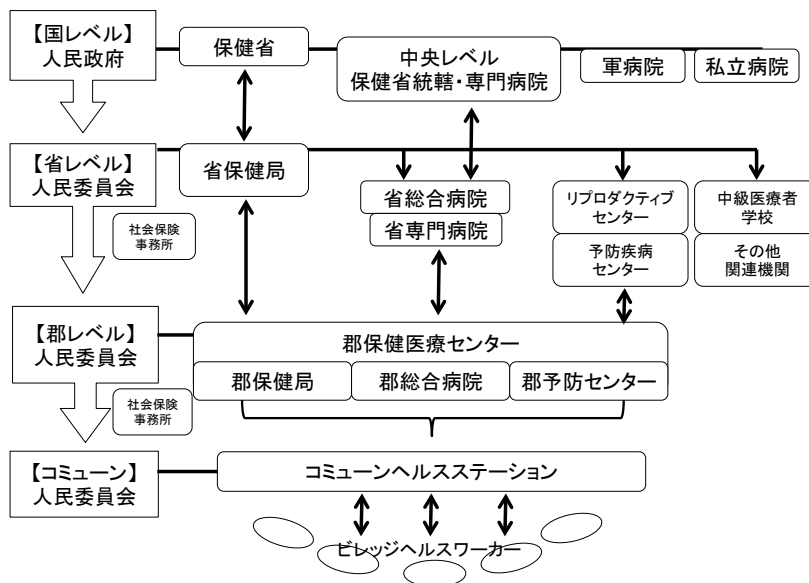 【国レベル】
人民政府
保健省
中央レベル
保健省統轄・専門病院
軍病院
私立病院
【省レベル】
人民委員会
省保健局
省総合病院
省専門病院
リプロダクティブ
センター
中級医療者
学校
予防疾病
センター
その他
関連機関
社会保険
事務所
【郡レベル】
人民委員会
郡保健医療センター
郡保健局
郡総合病院
郡予防センター
社会保険
事務所
【コミューン】
人民委員会
コミューンヘルスステーション
ビレッジヘルスワーカー